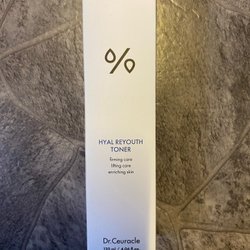 HYAL REYOUTH
TONER
firming care
lifting care
enriching skin
Dr.Ceuracle